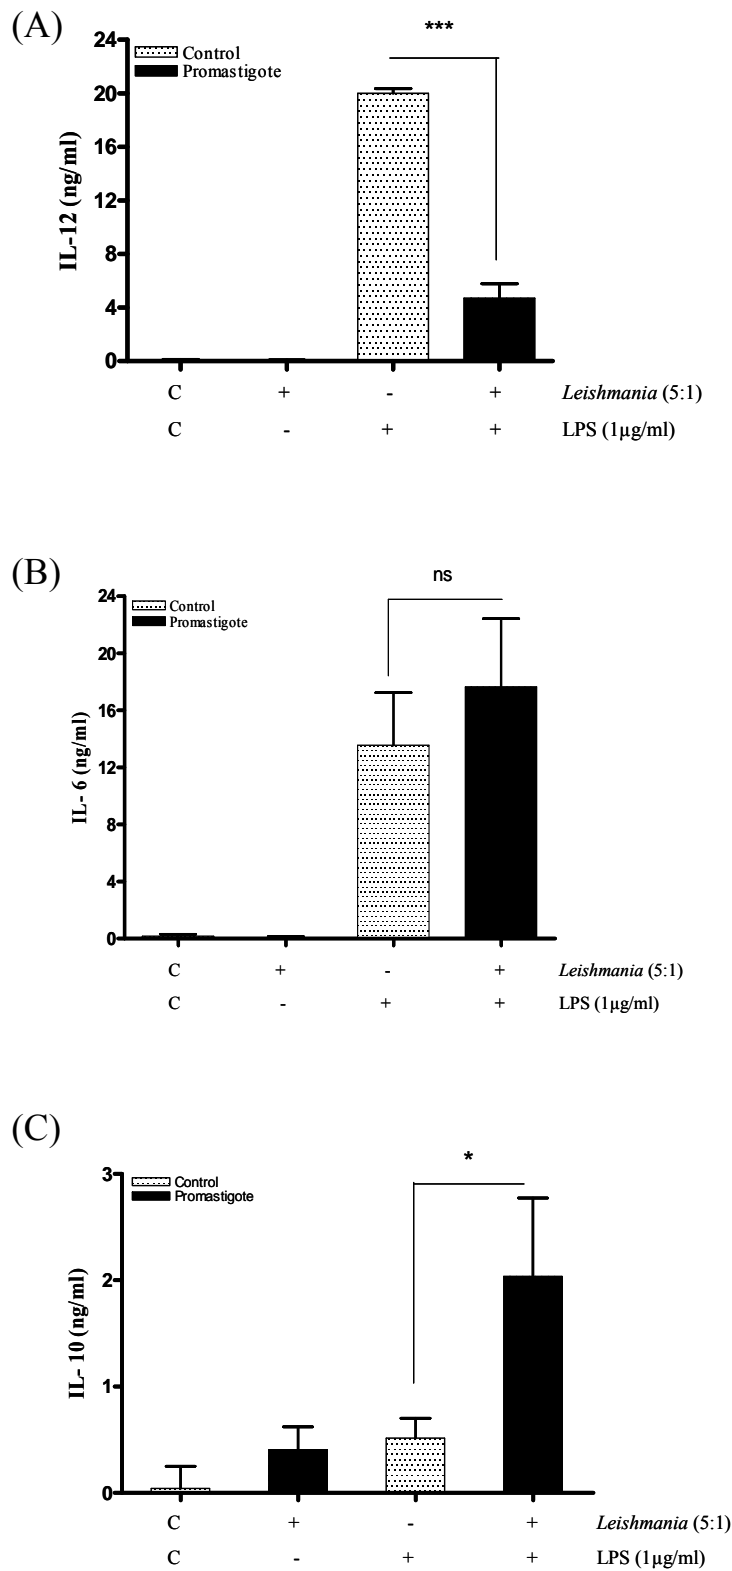 (A)
***
24
Control
Promastigote
20
16
12
8
4
0
IL-12 (ng/ml)
C + - + Leishmania (5:1)
C - + + LPS (1µg/ml)
(B)
ns
24
Control
Promastigote
20
16
12
8
4
0
IL- 6 (ng/ml)
C + - + Leishmania (5:1)
C - + + LPS (1µg/ml)
(C)
*
3
Control
Promastigote
2
1
0
IL- 10 (ng/ml)
C + - + Leishmania (5:1)
C - + + LPS (1µg/ml)